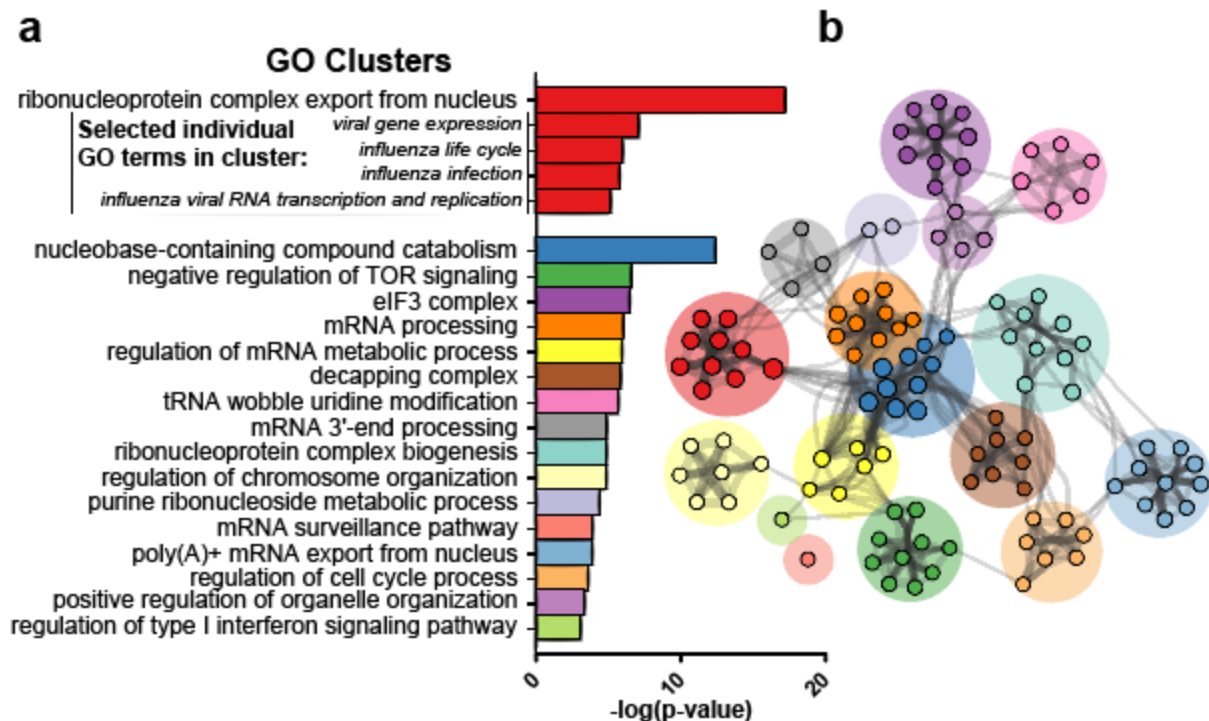 a
b
GO Clusters
ribonucleoprotein complex export from nucleus
Selected individual
GO terms in cluster:
viral gene expression
influenza life cycle
influenza infection
influenza viral RNA transcription and replication
nucleobase-containing compound catabolism
negative regulation of TOR signaling
eIF3 complex
mRNA processing
regulation of mRNA metabolic process
decapping complex
tRNA wobble uridine modification
mRNA 3'-end processing
ribonucleoprotein complex biogenesis
regulation of chromosome organization
purine ribonucleoside metabolic process
mRNA surveillance pathway
poly(A)+ mRNA export from nucleus
regulation of cell cycle process
positive regulation of organelle organization
regulation of type I interferon signaling pathway
0
10
20
-log(p-value)